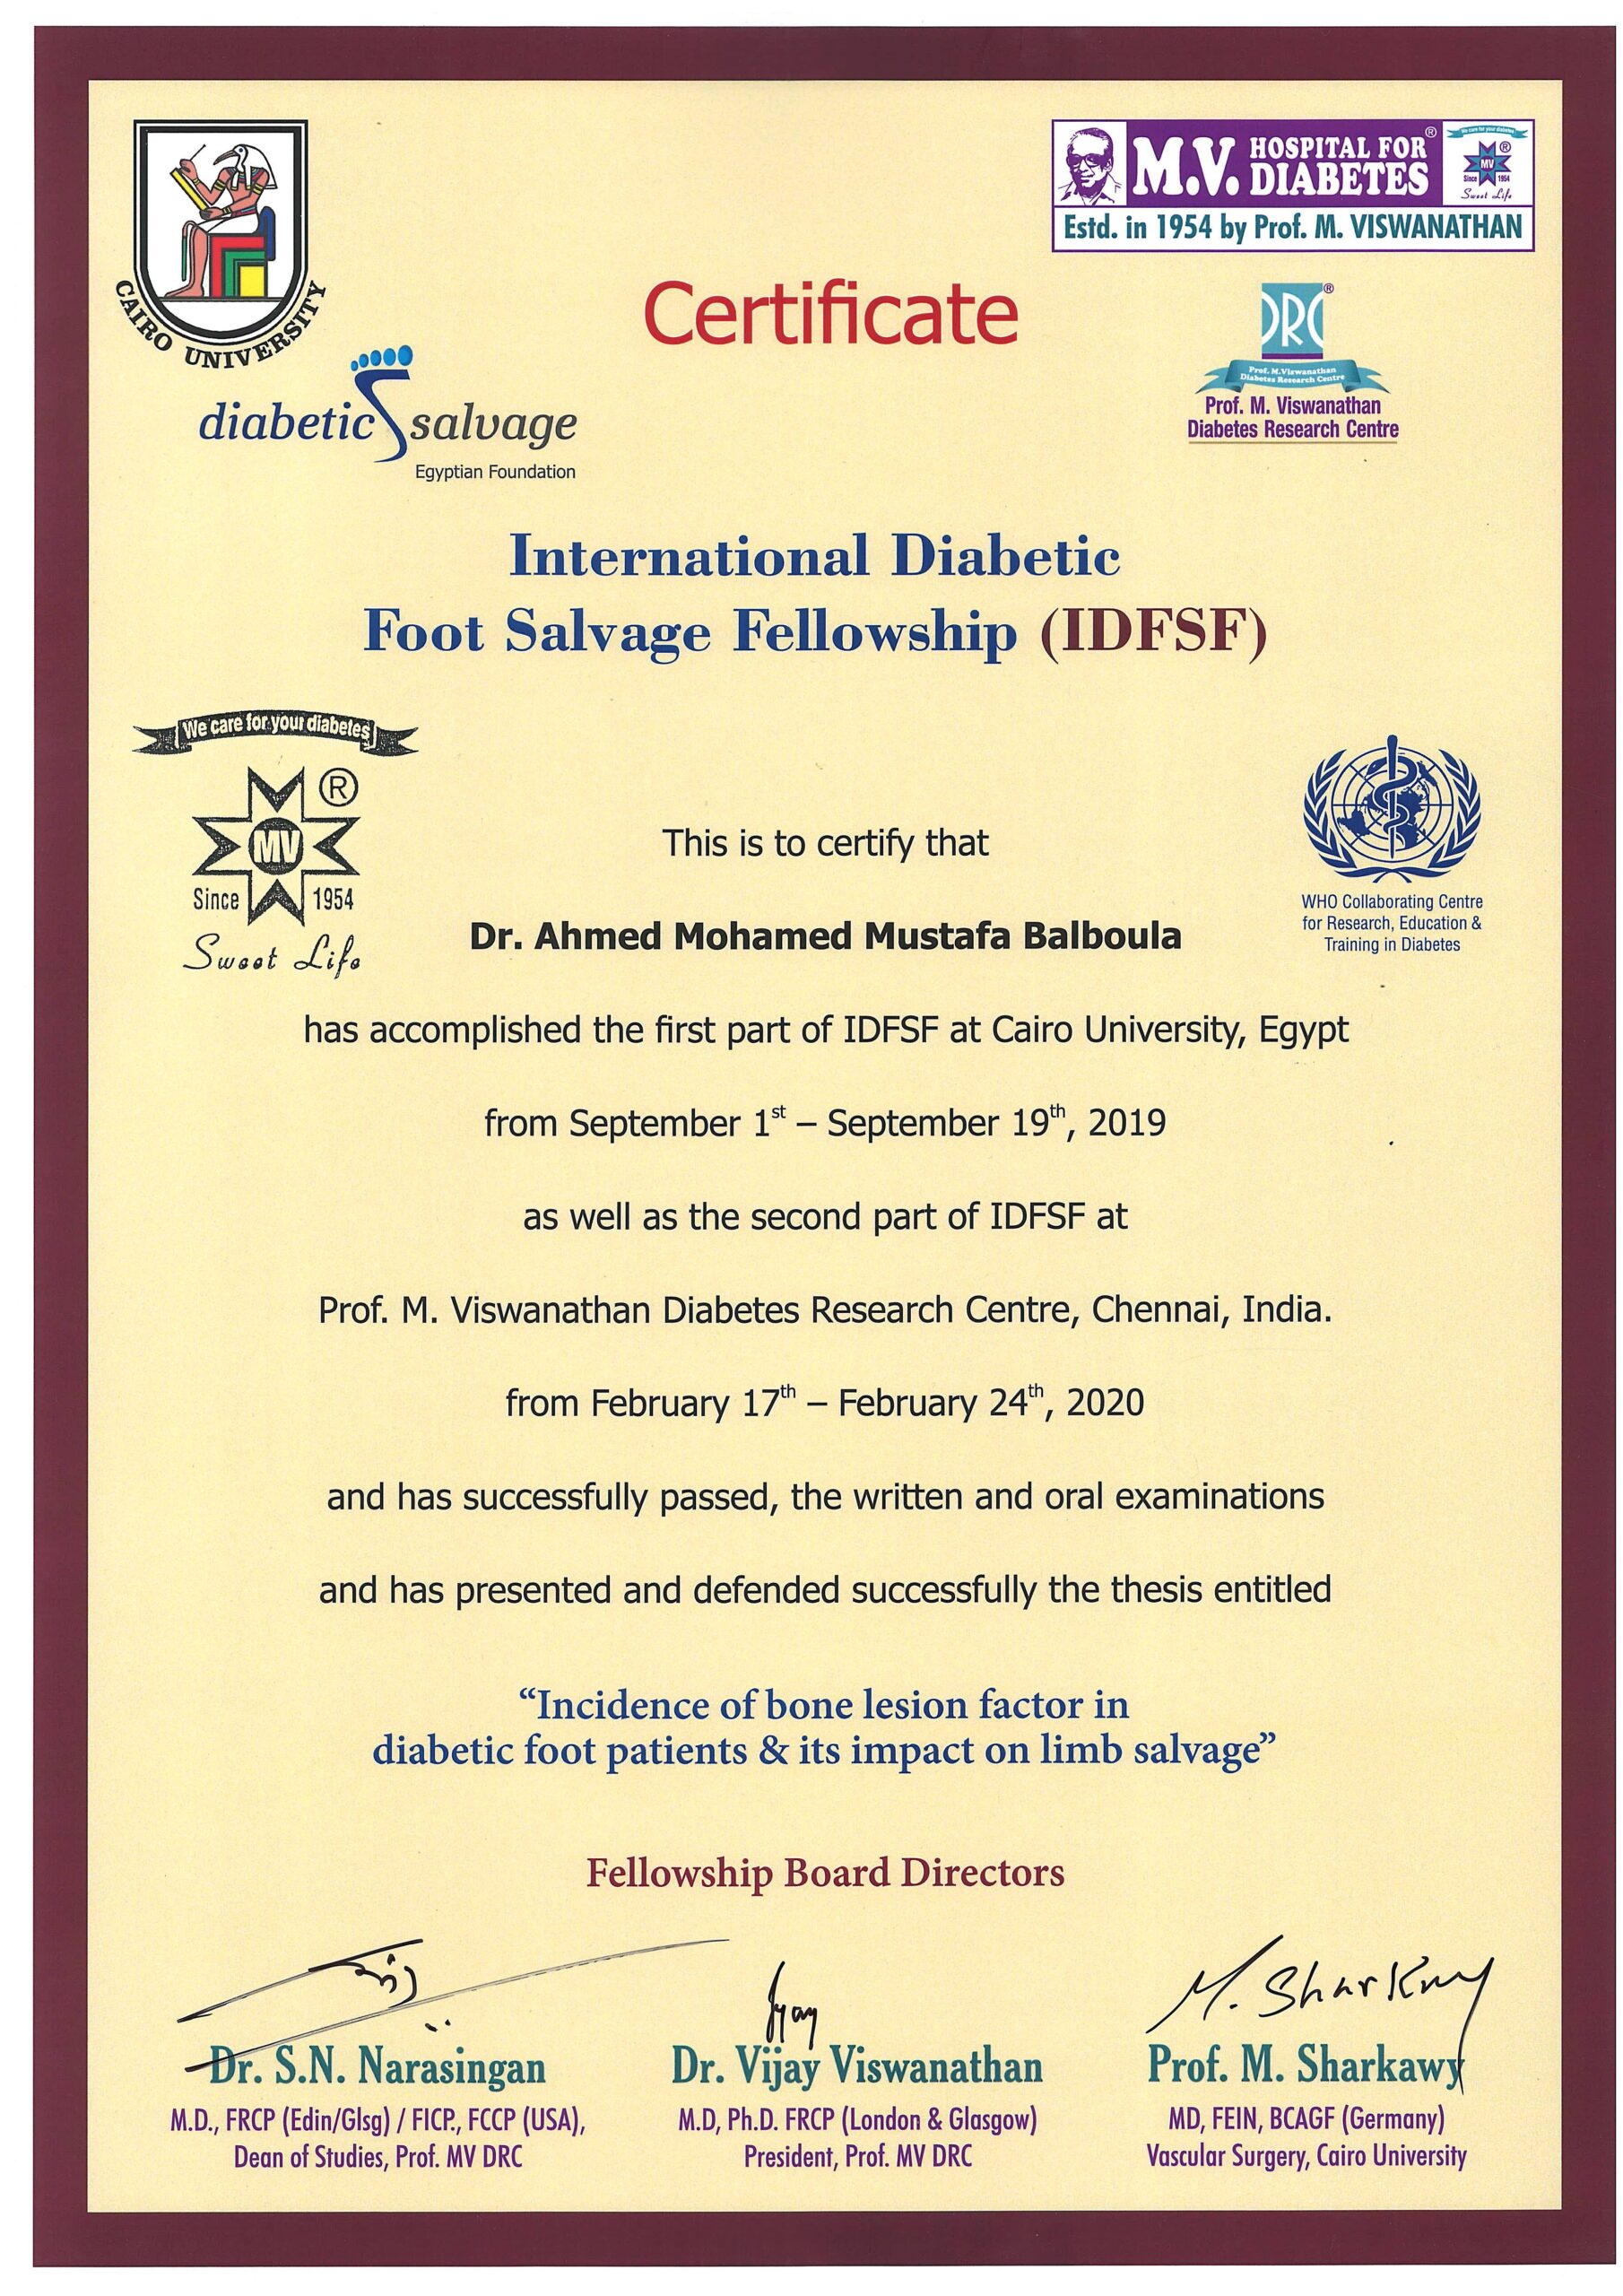 CAIRO UNIVERSITY
M.V. HOSPITAL FOR DIABETES®
We care for your diabetes
MV®
Since 1954
Sweet Life
Estd. in 1954 by Prof. M. VISWANATHAN
Certificate
DRC®
Prof. M.Viswanathan
Diabetes Research Centre
Prof. M. Viswanathan
Diabetes Research Centre
diabetic salvage
Egyptian Foundation
International Diabetic
Foot Salvage Fellowship (IDFSF)
We care for your diabetes
®
MV
Since 1954
Sweet Life
WHO Collaborating Centre
for Research, Education &
Training in Diabetes
This is to certify that
Dr. Ahmed Mohamed Mustafa Balboula
has accomplished the first part of IDFSF at Cairo University, Egypt
from September 1st – September 19th, 2019
as well as the second part of IDFSF at
Prof. M. Viswanathan Diabetes Research Centre, Chennai, India.
from February 17th – February 24th, 2020
and has successfully passed, the written and oral examinations
and has presented and defended successfully the thesis entitled
“Incidence of bone lesion factor in
diabetic foot patients & its impact on limb salvage”
Fellowship Board Directors
M. Sharkawy
Dr. S.N. Narasingan
M.D., FRCP (Edin/Glsg) / FICP., FCCP (USA),
Dean of Studies, Prof. MV DRC
Dr. Vijay Viswanathan
M.D, Ph.D. FRCP (London & Glasgow)
President, Prof. MV DRC
Prof. M. Sharkawy
MD, FEIN, BCAGF (Germany)
Vascular Surgery, Cairo University